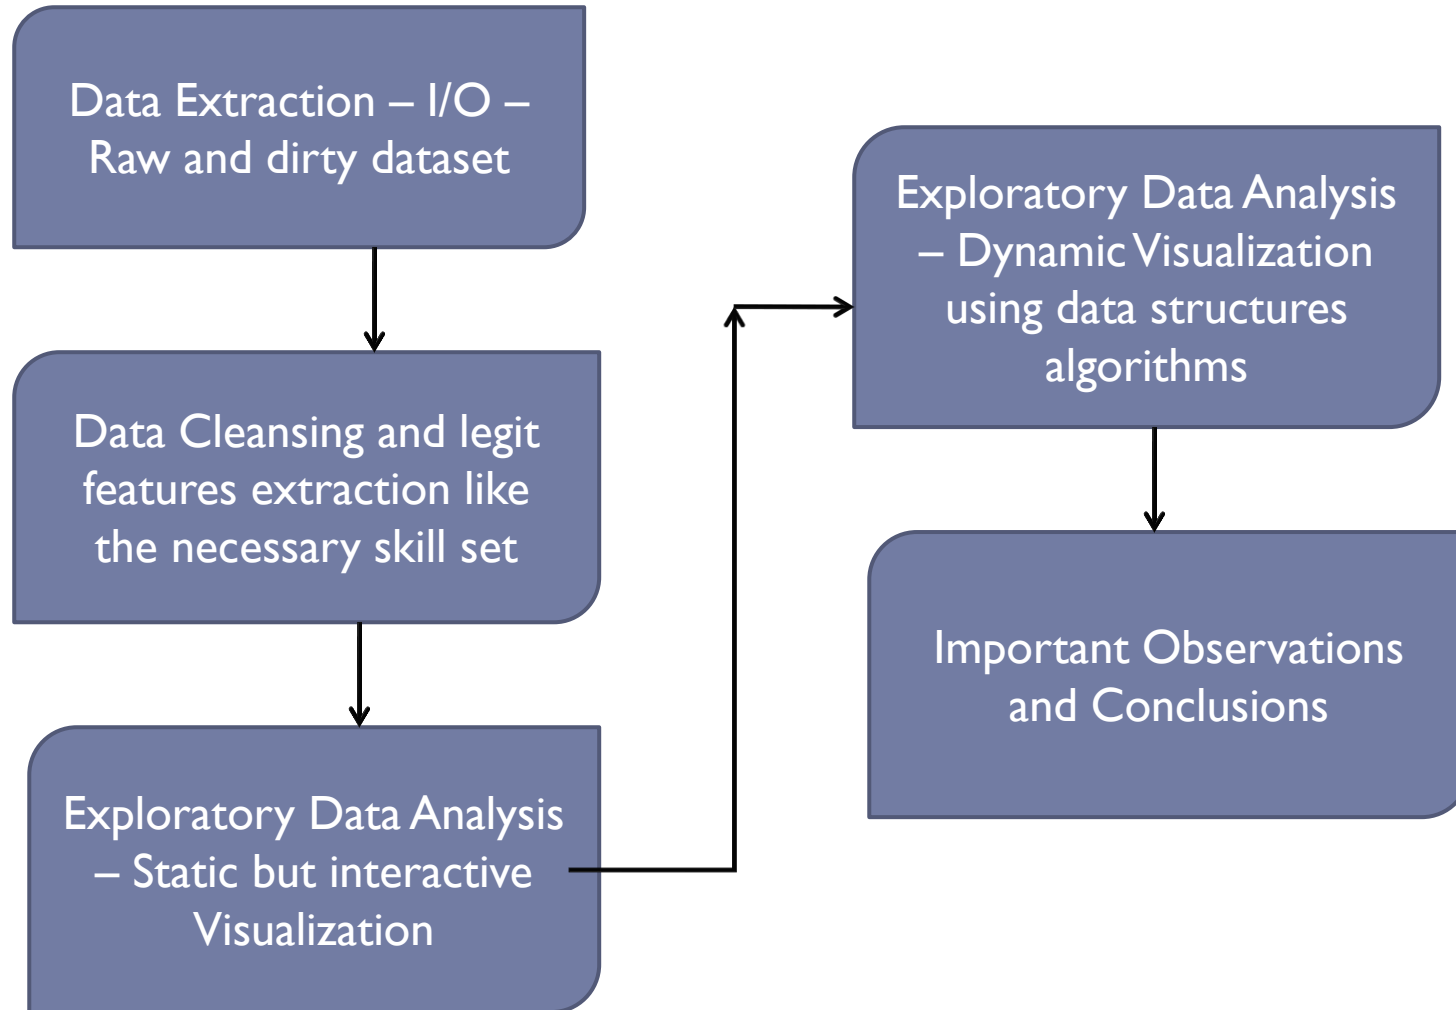 Data Extraction – I/O –
Raw and dirty dataset
Data Cleansing and legit
features extraction like
the necessary skill set
Exploratory Data Analysis
– Static but interactive
Visualization
Exploratory Data Analysis
– Dynamic Visualization
using data structures
algorithms
Important Observations
and Conclusions